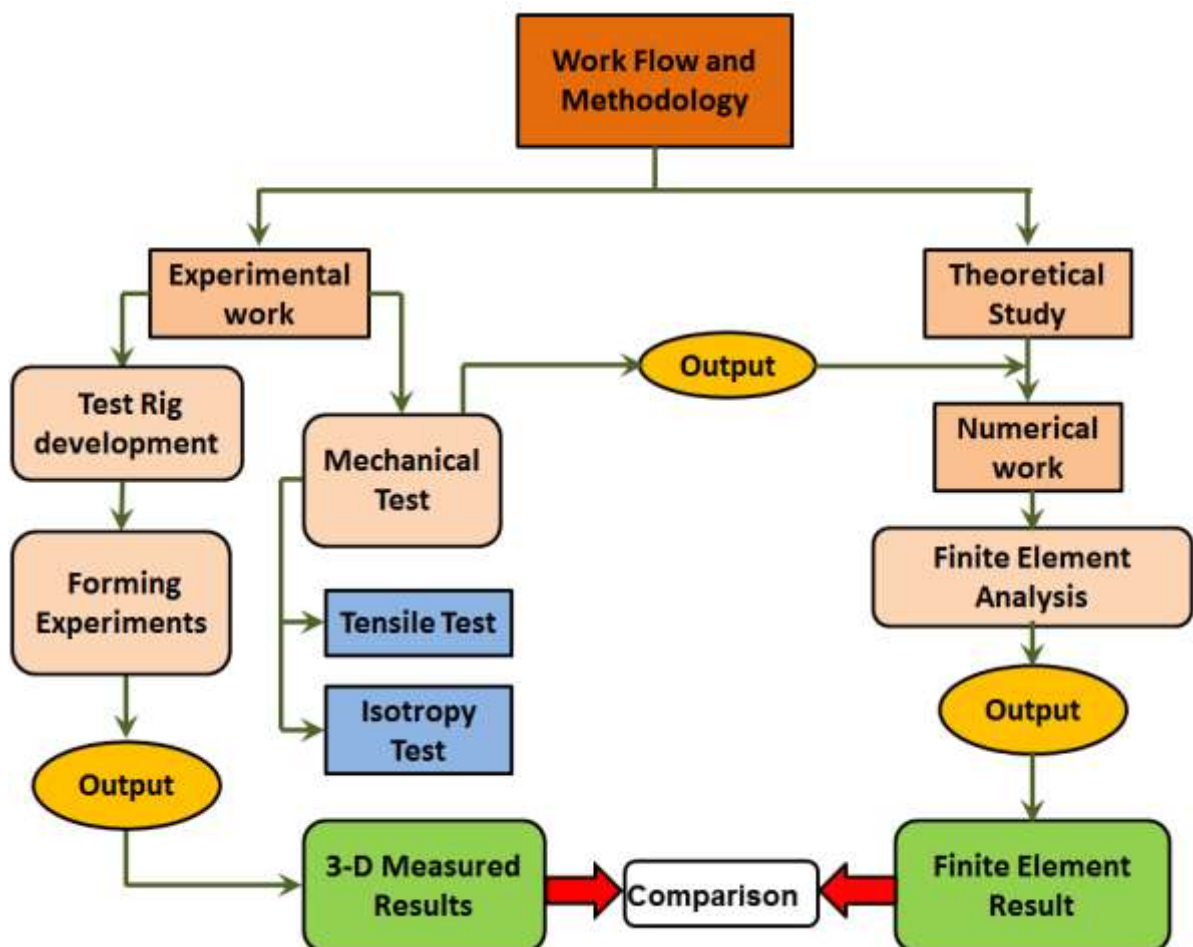 Work Flow and
Methodology
Experimental
work
Theoretical
Study
Output
Test Rig
development
Mechanical
Test
Numerical
work
Forming
Experiments
Finite Element
Analysis
Tensile Test
Isotropy
Test
Output
Output
3-D Measured
Results
Comparison
Finite Element
Result